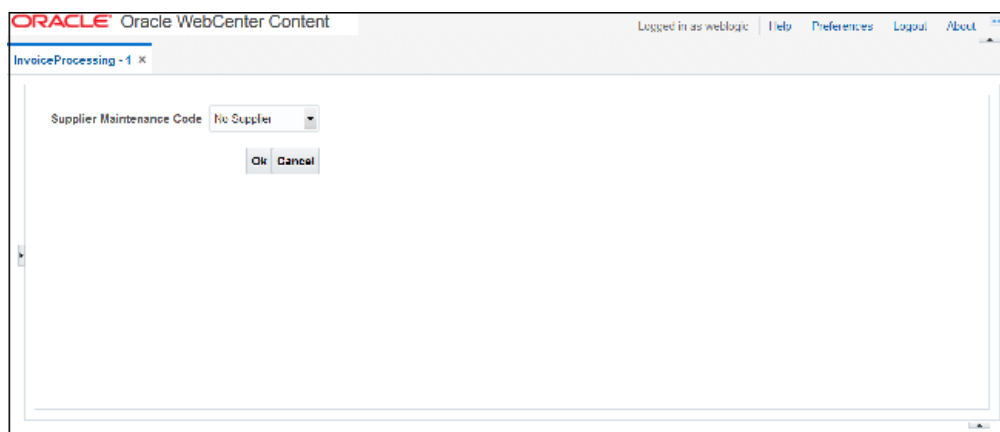 ORACLE® Oracle WebCenter Content
Logged in as weblogic Help Preferences Logout About
InvoiceProcessing - 1 ×
Supplier Maintenance Code No Supplier
Ok Cancel